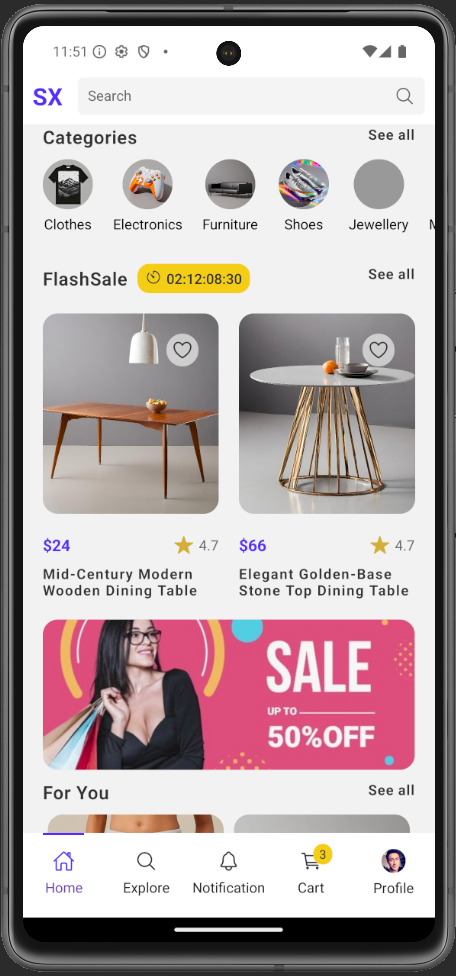 11:51
SX
Search
Categories
See all
Clothes
Electronics
Furniture
Shoes
Jewellery
FlashSale
02:12:08:30
See all
$24
4.7
$66
4.7
Mid-Century Modern
Wooden Dining Table
Elegant Golden-Base
Stone Top Dining Table
SALE
UP TO
50%OFF
For You
See all
3
Home
Explore
Notification
Cart
Profile